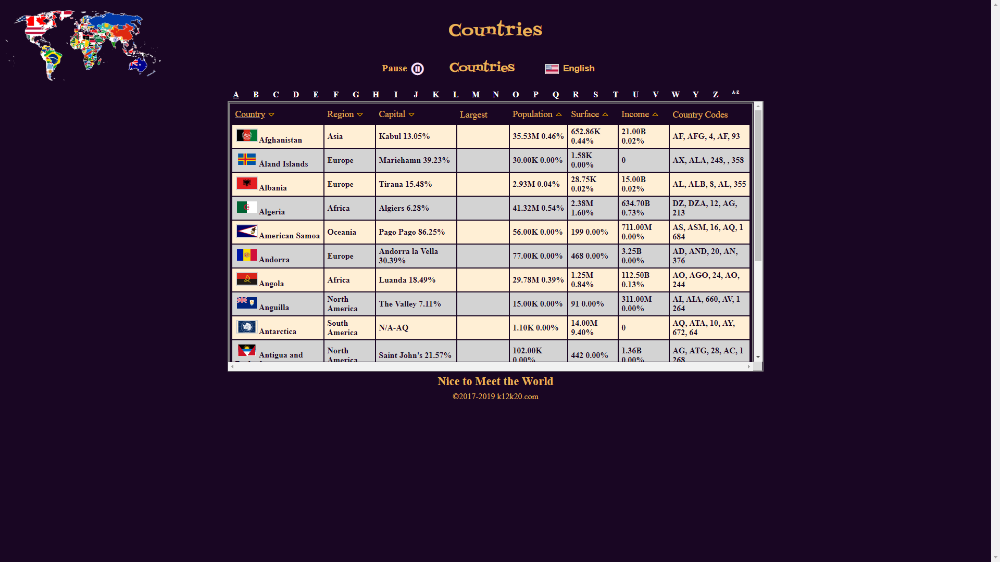 Countries
Pause Countries English
A B C D E F G H I J K L M N O P Q R S T U V W Y Z A-Z
Country Region Capital Largest Population Surface Income Country Codes
Afghanistan Asia Kabul 13.05% 35.53M 0.46% 652.86K 0.44% 21.00B 0.02% AF, AFG, 4, AF, 93
Åland Islands Europe Mariehamn 39.23% 30.00K 0.00% 1.58K 0.00% 0 AX, ALA, 248, , 358
Albania Europe Tirana 15.48% 2.93M 0.04% 28.75K 0.02% 15.00B 0.02% AL, ALB, 8, AL, 355
Algeria Africa Algiers 6.28% 41.32M 0.54% 2.38M 1.60% 634.70B 0.73% DZ, DZA, 12, AG, 213
American Samoa Oceania Pago Pago 86.25% 56.00K 0.00% 199 0.00% 711.00M 0.00% AS, ASM, 16, AQ, 1 684
Andorra Europe Andorra la Vella 30.39% 77.00K 0.00% 468 0.00% 3.25B 0.00% AD, AND, 20, AN, 376
Angola Africa Luanda 18.49% 29.78M 0.39% 1.25M 0.84% 112.50B 0.13% AO, AGO, 24, AO, 244
Anguilla North America The Valley 7.11% 15.00K 0.00% 91 0.00% 311.00M 0.00% AI, AIA, 660, AV, 1 264
Antarctica South America N/A-AQ 1.10K 0.00% 14.00M 9.40% 0 AQ, ATA, 10, AY, 672, 64
Antigua and North America Saint John's 21.57% 102.00K 0.00% 442 0.00% 1.36B 0.00% AG, ATG, 28, AC, 1 268
Nice to Meet the World
©2017-2019 k12k20.com